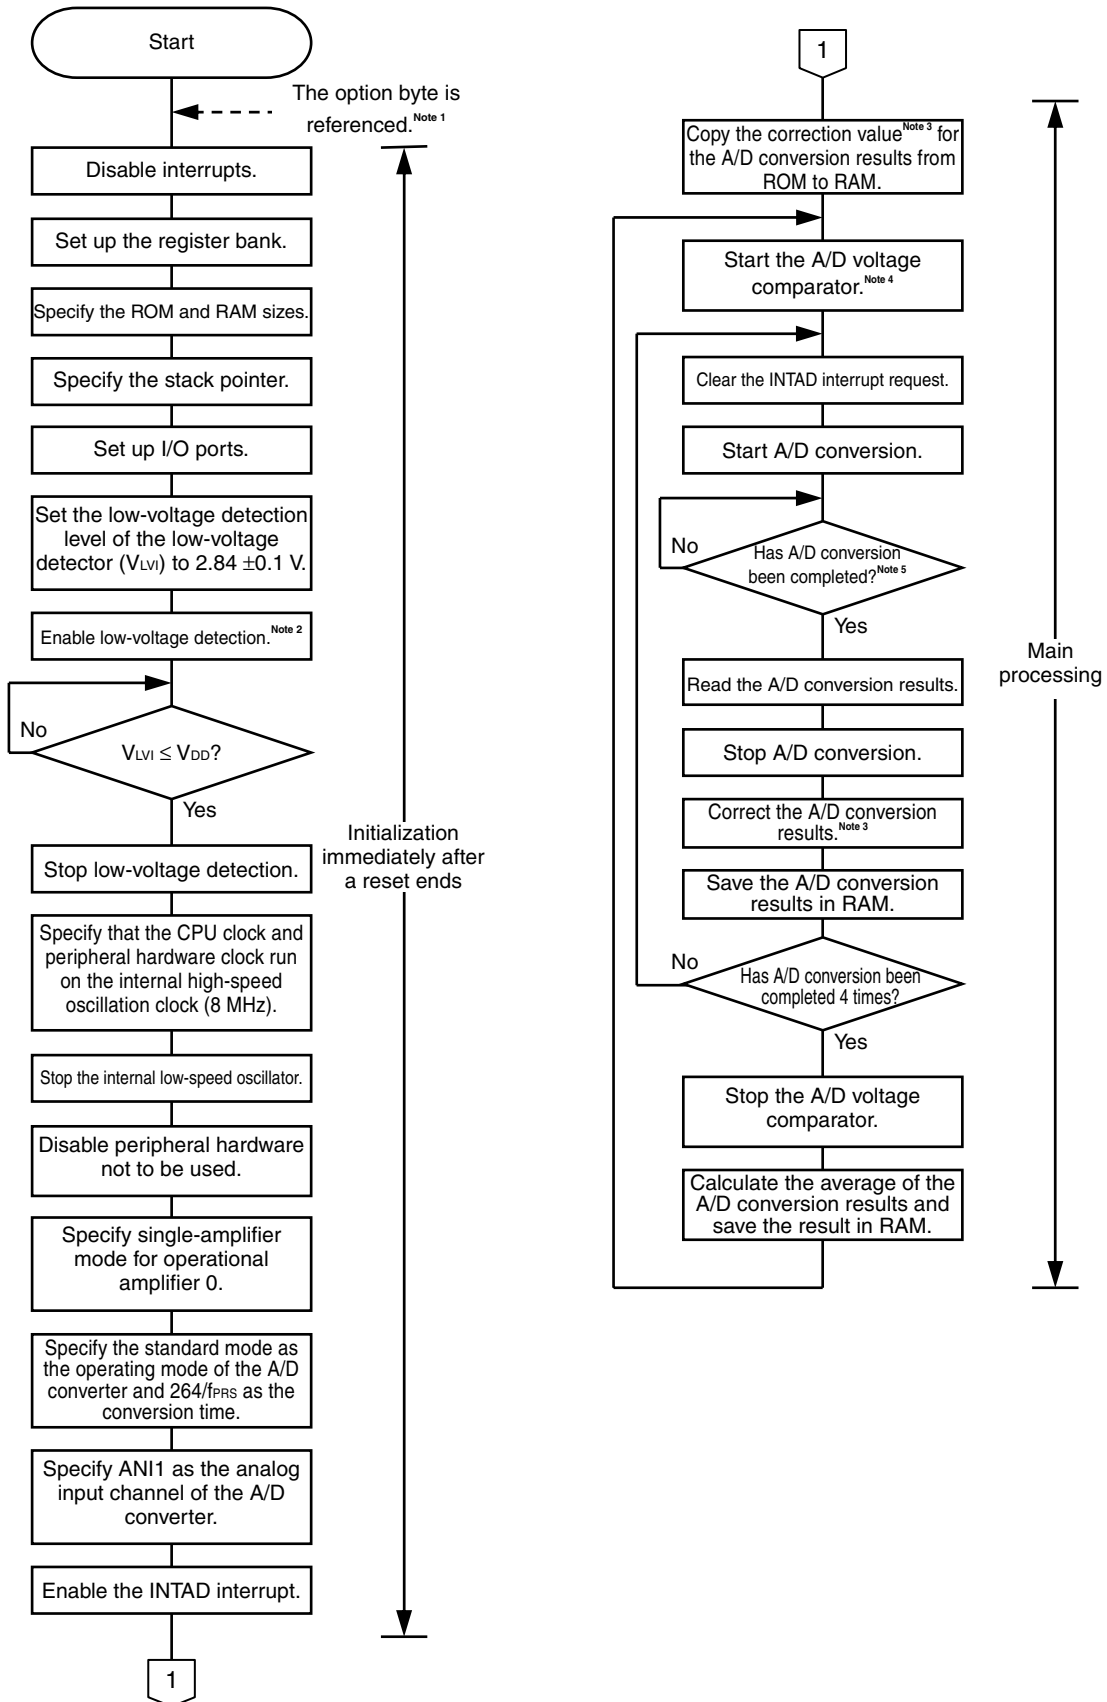 Start
The option byte is
referenced.Note 1
Disable interrupts.
Set up the register bank.
Specify the ROM and RAM sizes.
Specify the stack pointer.
Set up I/O ports.
Set the low-voltage detection
level of the low-voltage
detector (VLVI) to 2.84 ±0.1 V.
Enable low-voltage detection.Note 2
No
VLVI ≤ VDD?
Yes
Stop low-voltage detection.
Specify that the CPU clock and
peripheral hardware clock run
on the internal high-speed
oscillation clock (8 MHz).
Stop the internal low-speed oscillator.
Disable peripheral hardware
not to be used.
Specify single-amplifier
mode for operational
amplifier 0.
Specify the standard mode as
the operating mode of the A/D
converter and 264/fPRS as the
conversion time.
Specify ANI1 as the analog
input channel of the A/D
converter.
Enable the INTAD interrupt.
1
Initialization
immediately after
a reset ends
1
Copy the correction valueNote 3 for
the A/D conversion results from
ROM to RAM.
Start the A/D voltage
comparator.Note 4
Clear the INTAD interrupt request.
Start A/D conversion.
No
Has A/D conversion
been completed?Note 5
Yes
Read the A/D conversion results.
Stop A/D conversion.
Correct the A/D conversion
results.Note 3
Save the A/D conversion
results in RAM.
No
Has A/D conversion been
completed 4 times?
Yes
Stop the A/D voltage
comparator.
Calculate the average of the
A/D conversion results and
save the result in RAM.
Main
processing